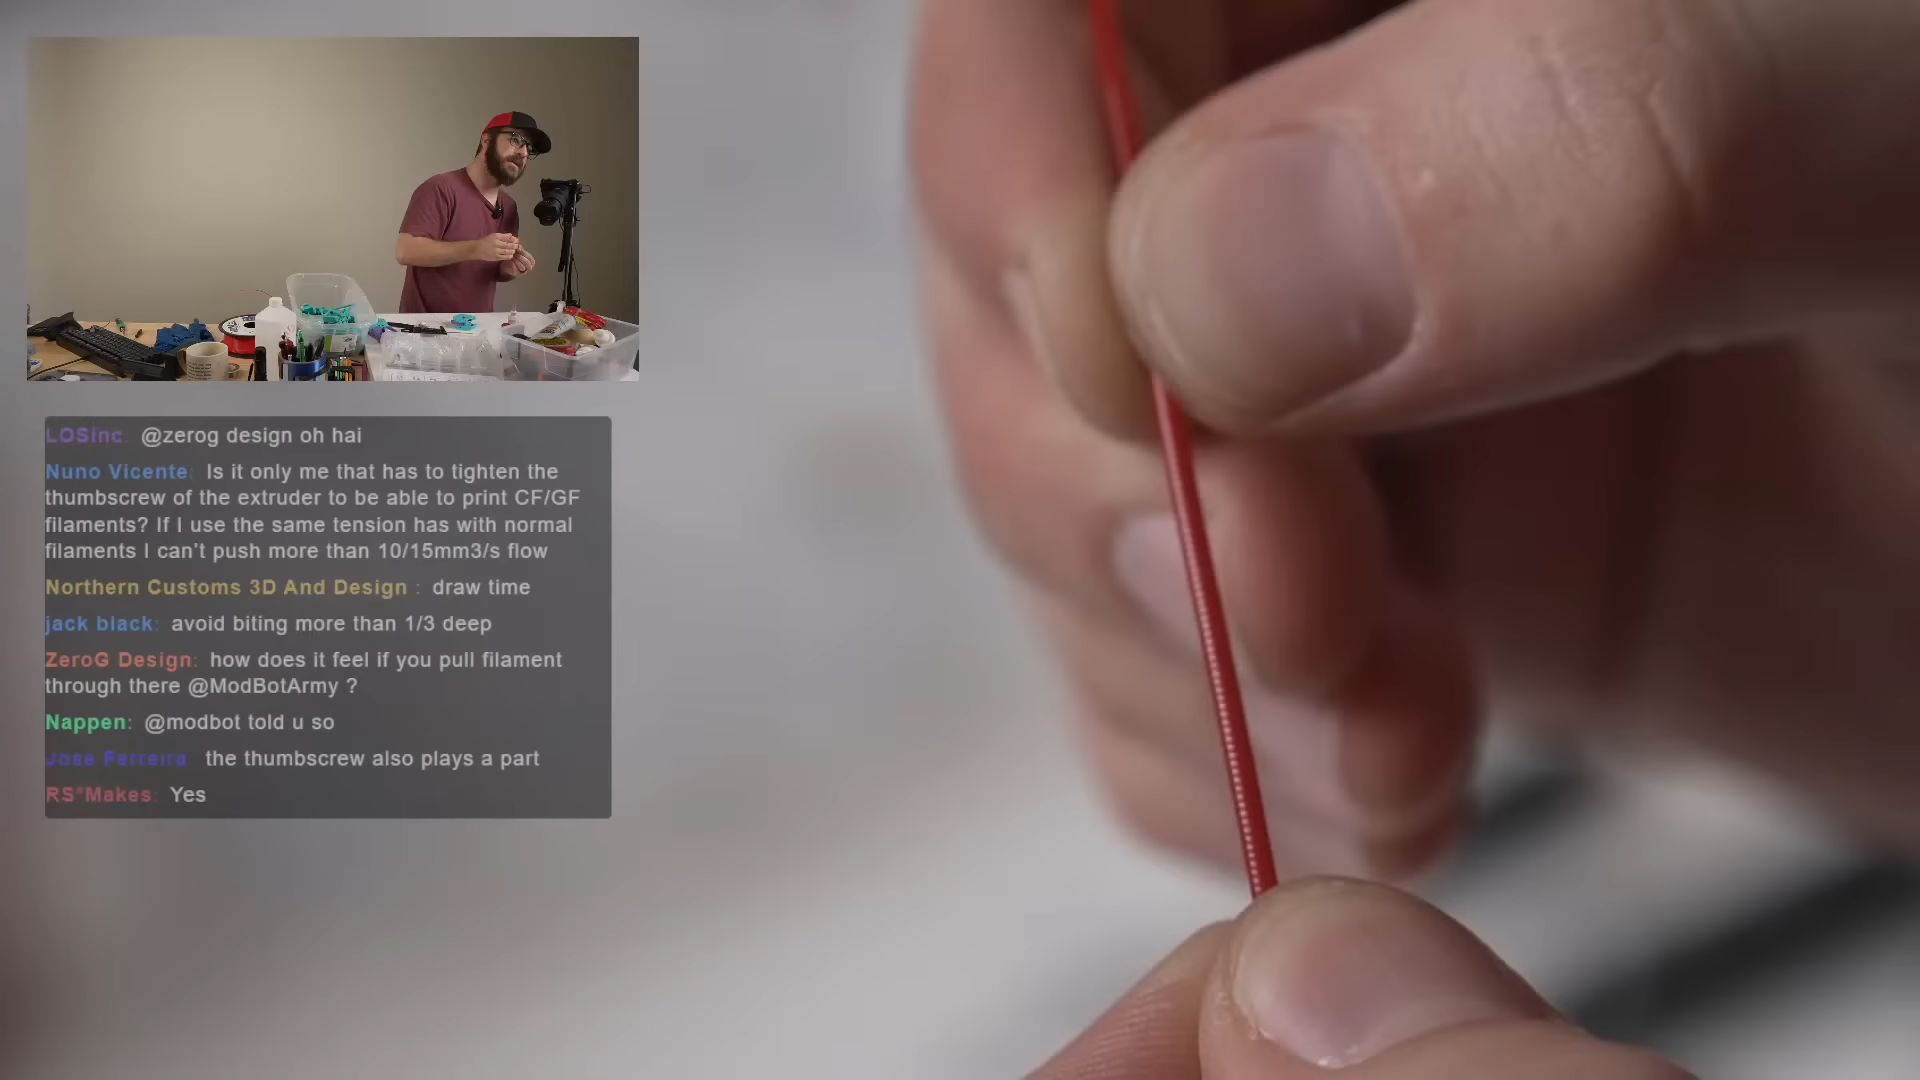 LOSinc: @zerog design oh hai
Nuno Vicente: Is it only me that has to tighten the
thumbscrew of the extruder to be able to print CF/GF
filaments? If I use the same tension has with normal
filaments I can't push more than 10/15mm3/s flow
Northern Customs 3D And Design : draw time
jack black: avoid biting more than 1/3 deep
ZeroG Design: how does it feel if you pull filament
through there @ModBotArmy ?
Nappen: @modbot told u so
Jose Ferreira: the thumbscrew also plays a part
RS*Makes: Yes